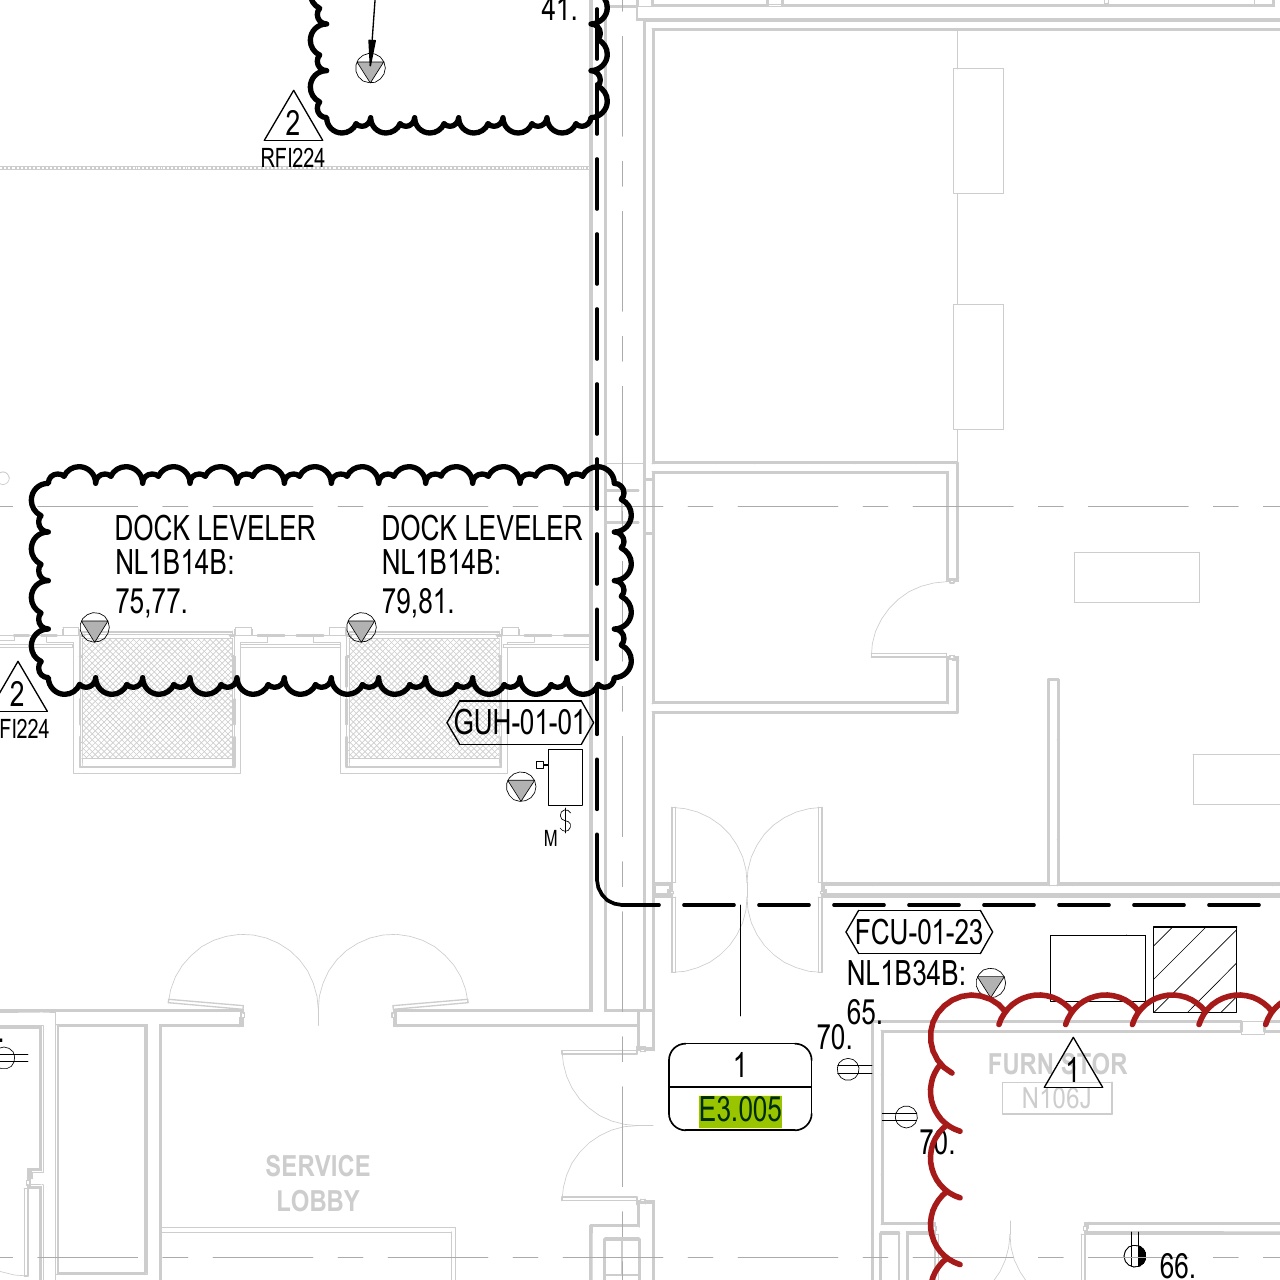 41.
2
RFI224
DOCK LEVELER
NL1B14B:
75,77.
DOCK LEVELER
NL1B14B:
79,81.
2
FI224
GUH-01-01
M
$
FCU-01-23
NL1B34B:
65.
70.
1
E3.005
FURN STOR
N106J
1
70.
SERVICE
LOBBY
66.